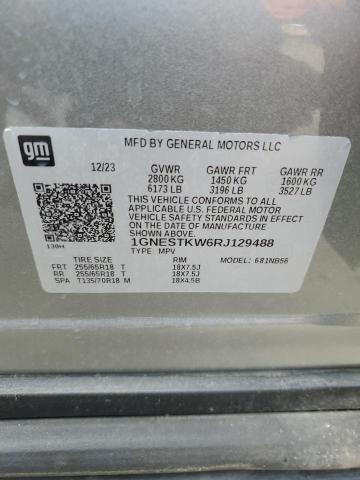 gm
MFD BY GENERAL MOTORS LLC
12/23 GVWR GAWR FRT GAWR RR
2800 KG 1450 KG 1600 KG
6173 LB 3196 LB 3527 LB
THIS VEHICLE CONFORMS TO ALL
APPLICABLE U.S. FEDERAL MOTOR
VEHICLE SAFETY STANDARDS IN EFFECT
ON THE DATE OF MANUFACTURE SHOWN ABOVE.
130H 1GNESTKW6RJ129488
TYPE: MPV
TIRE SIZE RIM MODEL: 681NB56
FRT 255/65R18 T 18X7.5J
RR 255/65R18 T 18X7.5J
SPA T135/70R18 M 18X4.5B